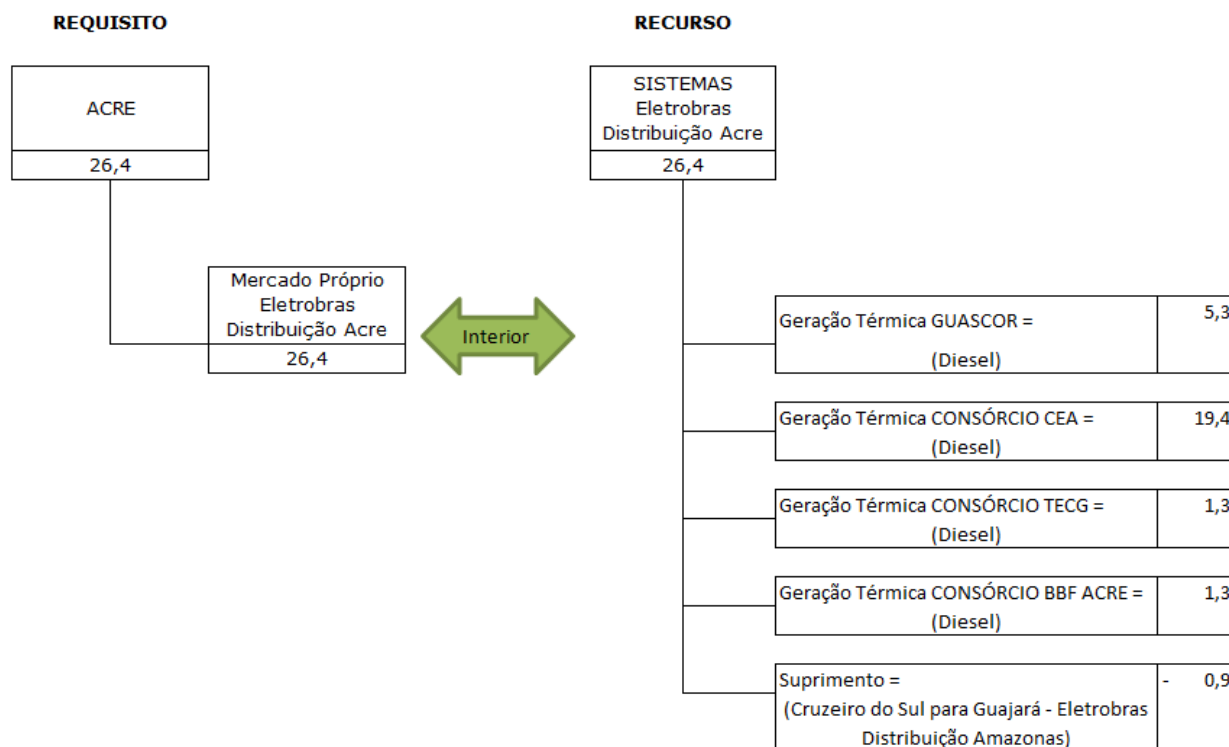 REQUISITO
RECURSO
ACRE
26,4
SISTEMAS
Eletrobras
Distribuição Acre
26,4
Mercado Próprio
Eletrobras
Distribuição Acre
26,4
Interior
Geração Térmica GUASCOR = 5,3
(Diesel)
Geração Térmica CONSÓRCIO CEA = 19,4
(Diesel)
Geração Térmica CONSÓRCIO TECG = 1,3
(Diesel)
Geração Térmica CONSÓRCIO BBF ACRE = 1,3
(Diesel)
Suprimento = - 0,9
(Cruzeiro do Sul para Guajará - Eletrobras
Distribuição Amazonas)